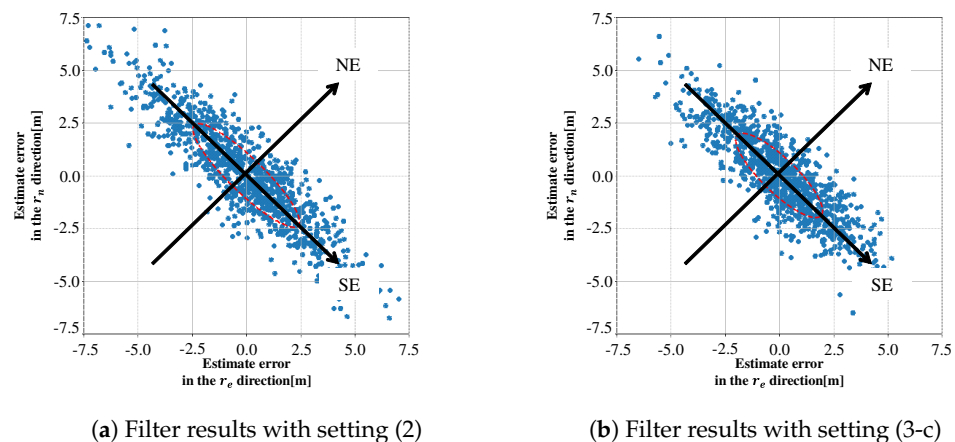 7.5
5.0
2.5
0.0
-2.5
-5.0
-7.5
Estimate error
in the r_n direction[m]
NE
SE
-7.5 -5.0 -2.5 0.0 2.5 5.0 7.5
Estimate error
in the r_e direction[m]
(a) Filter results with setting (2)
7.5
5.0
2.5
0.0
-2.5
-5.0
-7.5
Estimate error
in the r_n direction[m]
NE
SE
-7.5 -5.0 -2.5 0.0 2.5 5.0 7.5
Estimate error
in the r_e direction[m]
(b) Filter results with setting (3-c)